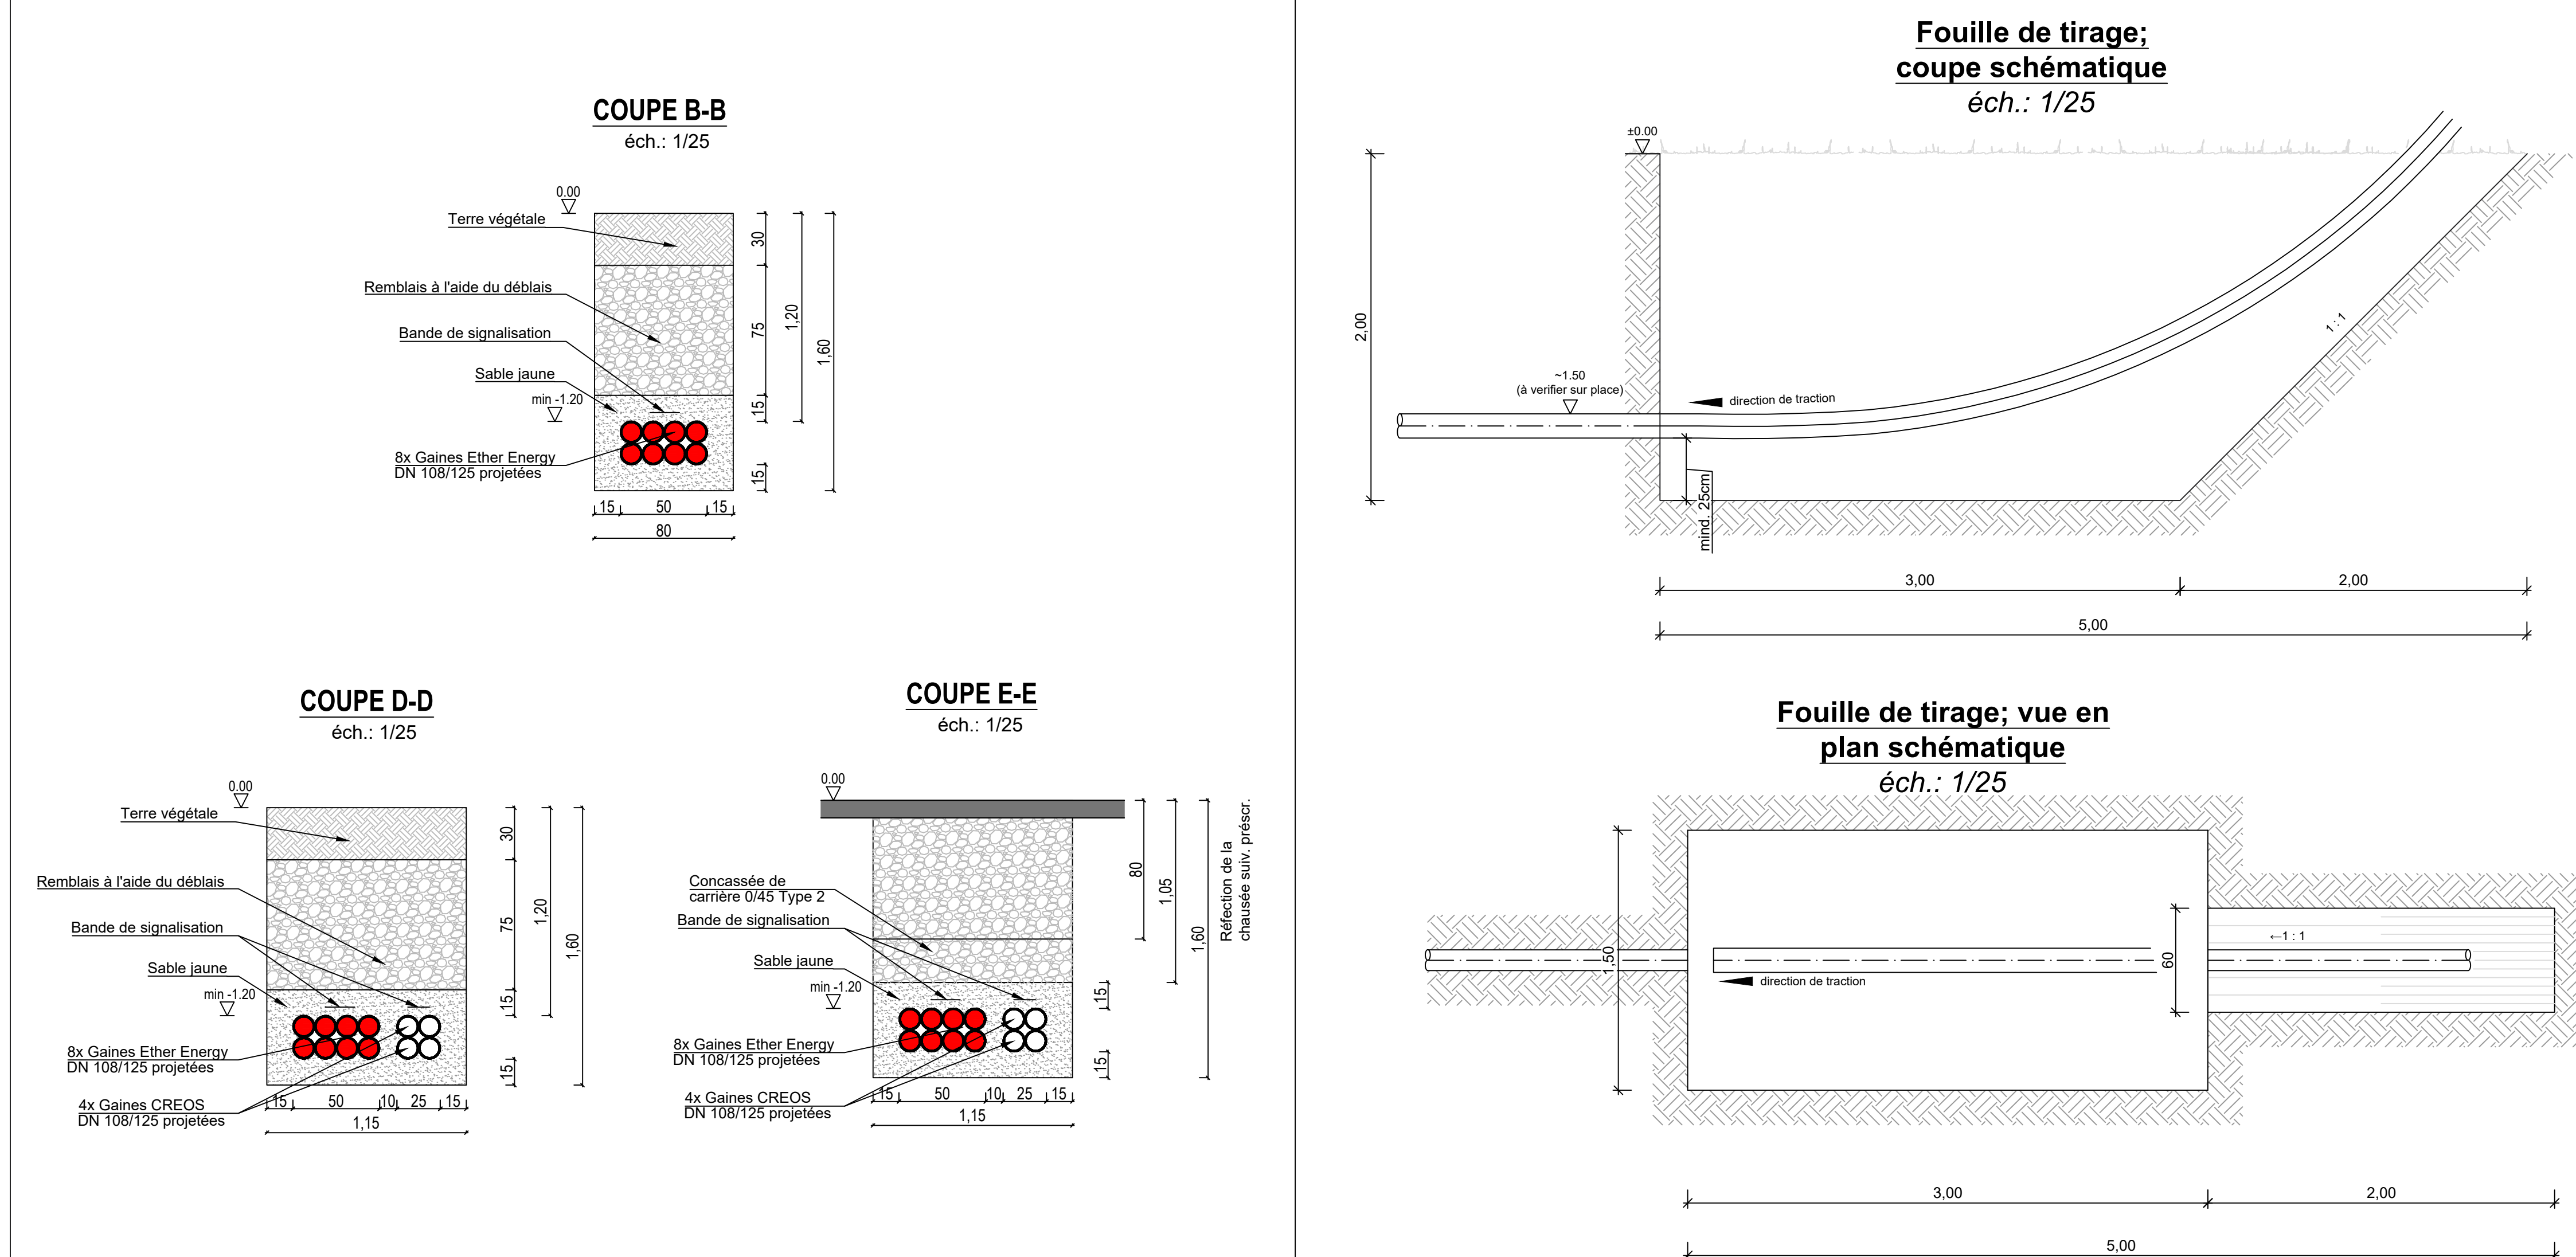 COUPE B-B
éch.: 1/25
0.00
Terre végétale
Remblais à l'aide du déblais
Bande de signalisation
Sable jaune
min -1.20
8x Gaines Ether Energy
DN 108/125 projetées
30
75
15
15
1,20
1,60
15 50 15
80
COUPE D-D
éch.: 1/25
0.00
Terre végétale
Remblais à l'aide du déblais
Bande de signalisation
Sable jaune
min -1.20
8x Gaines Ether Energy
DN 108/125 projetées
4x Gaines CREOS
DN 108/125 projetées
30
75
15
15
1,20
1,60
15 50 10 25 15
1,15
COUPE E-E
éch.: 1/25
0.00
Concassée de
carrière 0/45 Type 2
Bande de signalisation
Sable jaune
min -1.20
8x Gaines Ether Energy
DN 108/125 projetées
4x Gaines CREOS
DN 108/125 projetées
15
15
80
1,05
1,60
Réfection de la
chausée suiv. préscr.
15 50 10 25 15
1,15
Fouille de tirage;
coupe schématique
éch.: 1/25
±0.00
2,00
~1.50
(à verifier sur place)
direction de traction
mind. 25cm
1 : 1
3,00 2,00
5,00
Fouille de tirage; vue en
plan schématique
éch.: 1/25
1,50
direction de traction
60
←1 : 1
3,00 2,00
5,00